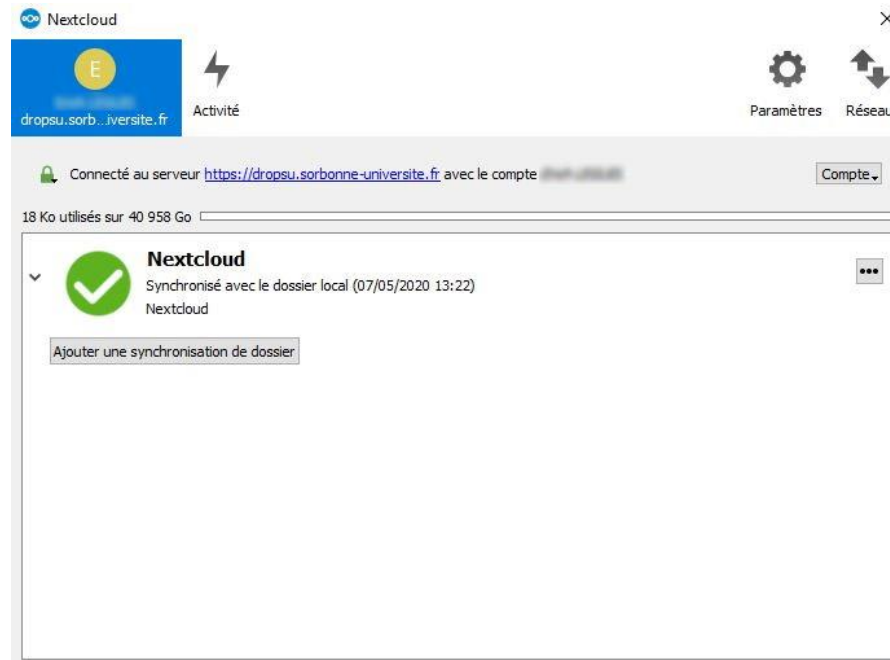 Nextcloud
E
dropsu.sorb...iversite.fr
Activité
Paramètres
Réseau
Connecté au serveur https://dropsu.sorbonne-universite.fr avec le compte
Compte
18 Ko utilisés sur 40 958 Go
Nextcloud
Synchronisé avec le dossier local (07/05/2020 13:22)
Nextcloud
Ajouter une synchronisation de dossier